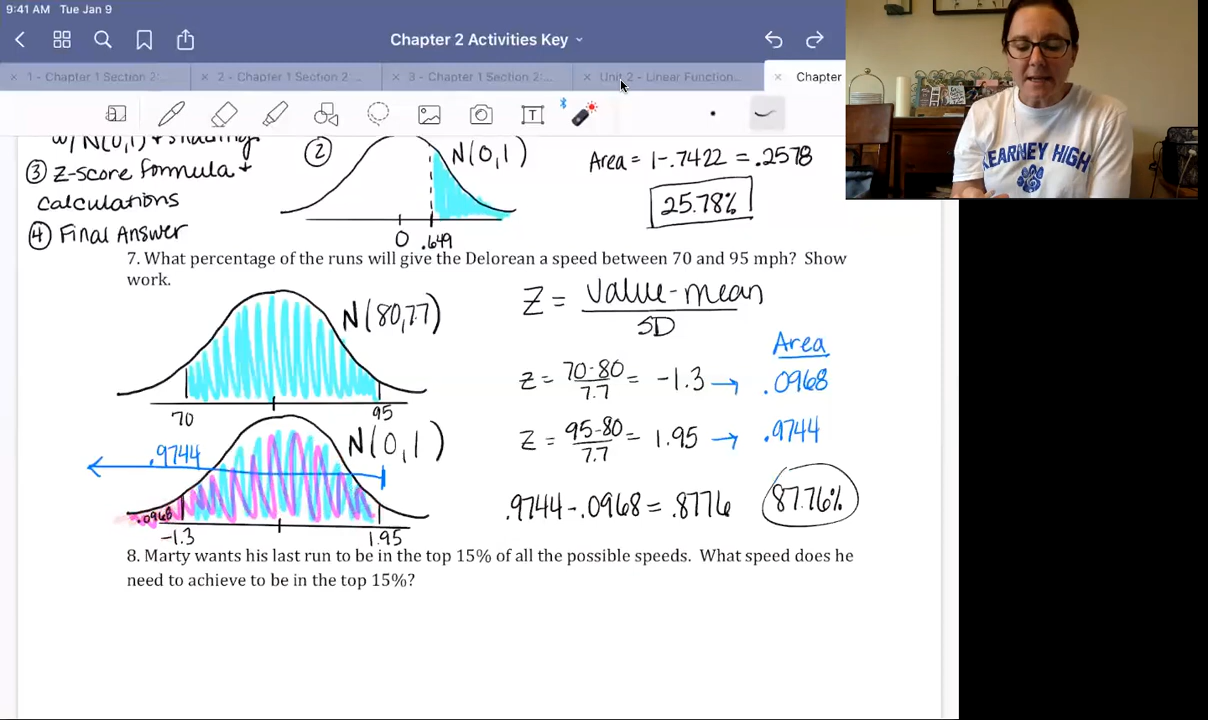 9:41 AM Tue Jan 9
Chapter 2 Activities Key
1 - Chapter 1 Section 2:...
2 - Chapter 1 Section 2 ...
3 - Chapter 1 Section 2:...
Unit 2 - Linear Function...
Chapter
T
KEARNEY HIGH
w/ N(0,1) + shadings
③ z-score formula +
calculations
④ Final Answer
②
N(0,1)
0 .649
Area = 1-.7422 = .2578
25.78%
7. What percentage of the runs will give the Delorean a speed between 70 and 95 mph? Show
work.
N(80,7.7)
70 95
Z = value-mean
SD
Area
z = 70-80 = -1.3 → .0968
7.7
z = 95-80 = 1.95 → .9744
7.7
N(0,1)
.9744
.0968
-1.3 1.95
.9744-.0968 = .8776 87.76%
8. Marty wants his last run to be in the top 15% of all the possible speeds. What speed does he
need to achieve to be in the top 15%?